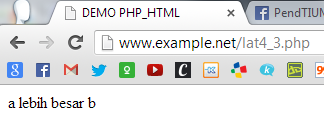 DEMO PHP_HTML
PendTIUM
www.example.net/lat4_3.php
a lebih besar b